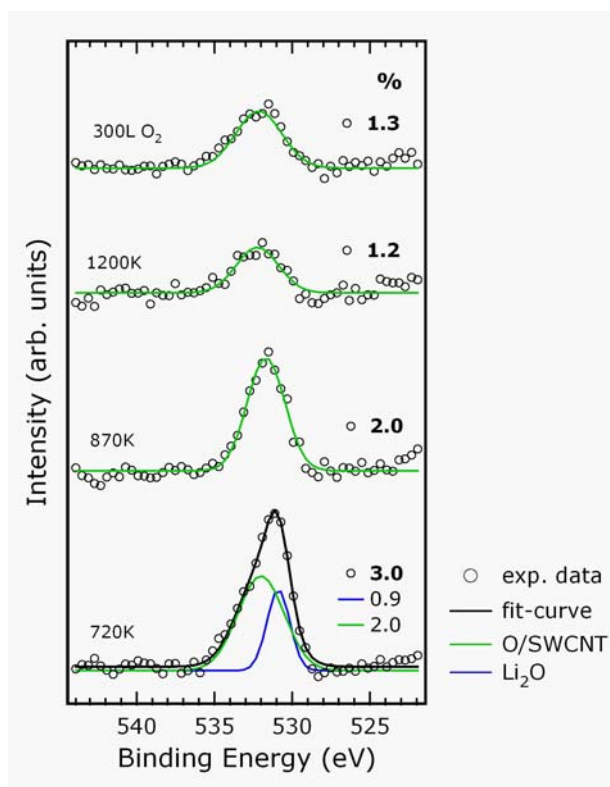 %
300L O₂
1.3
1200K
1.2
870K
2.0
3.0
0.9
2.0
720K
Intensity (arb. units)
540 535 530 525
Binding Energy (eV)
exp. data
fit-curve
O/SWCNT
Li₂O